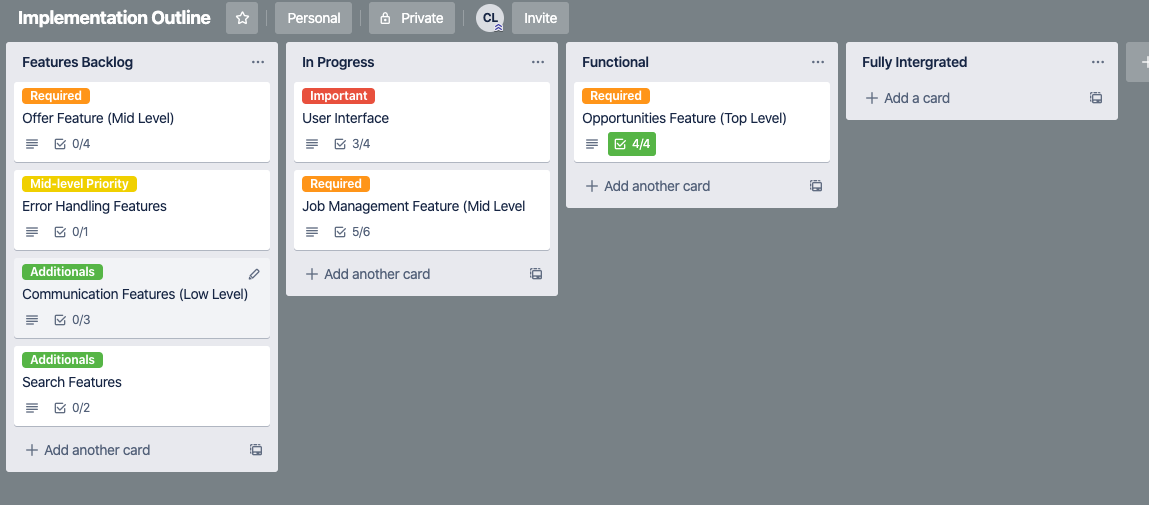 Implementation Outline
Personal
Private
CL
Invite
Features Backlog
Required
Offer Feature (Mid Level)
0/4
Mid-level Priority
Error Handling Features
0/1
Additionals
Communication Features (Low Level)
0/3
Additionals
Search Features
0/2
Add another card
In Progress
Important
User Interface
3/4
Required
Job Management Feature (Mid Level
5/6
Add another card
Functional
Required
Opportunities Feature (Top Level)
4/4
Add another card
Fully Intergrated
Add a card